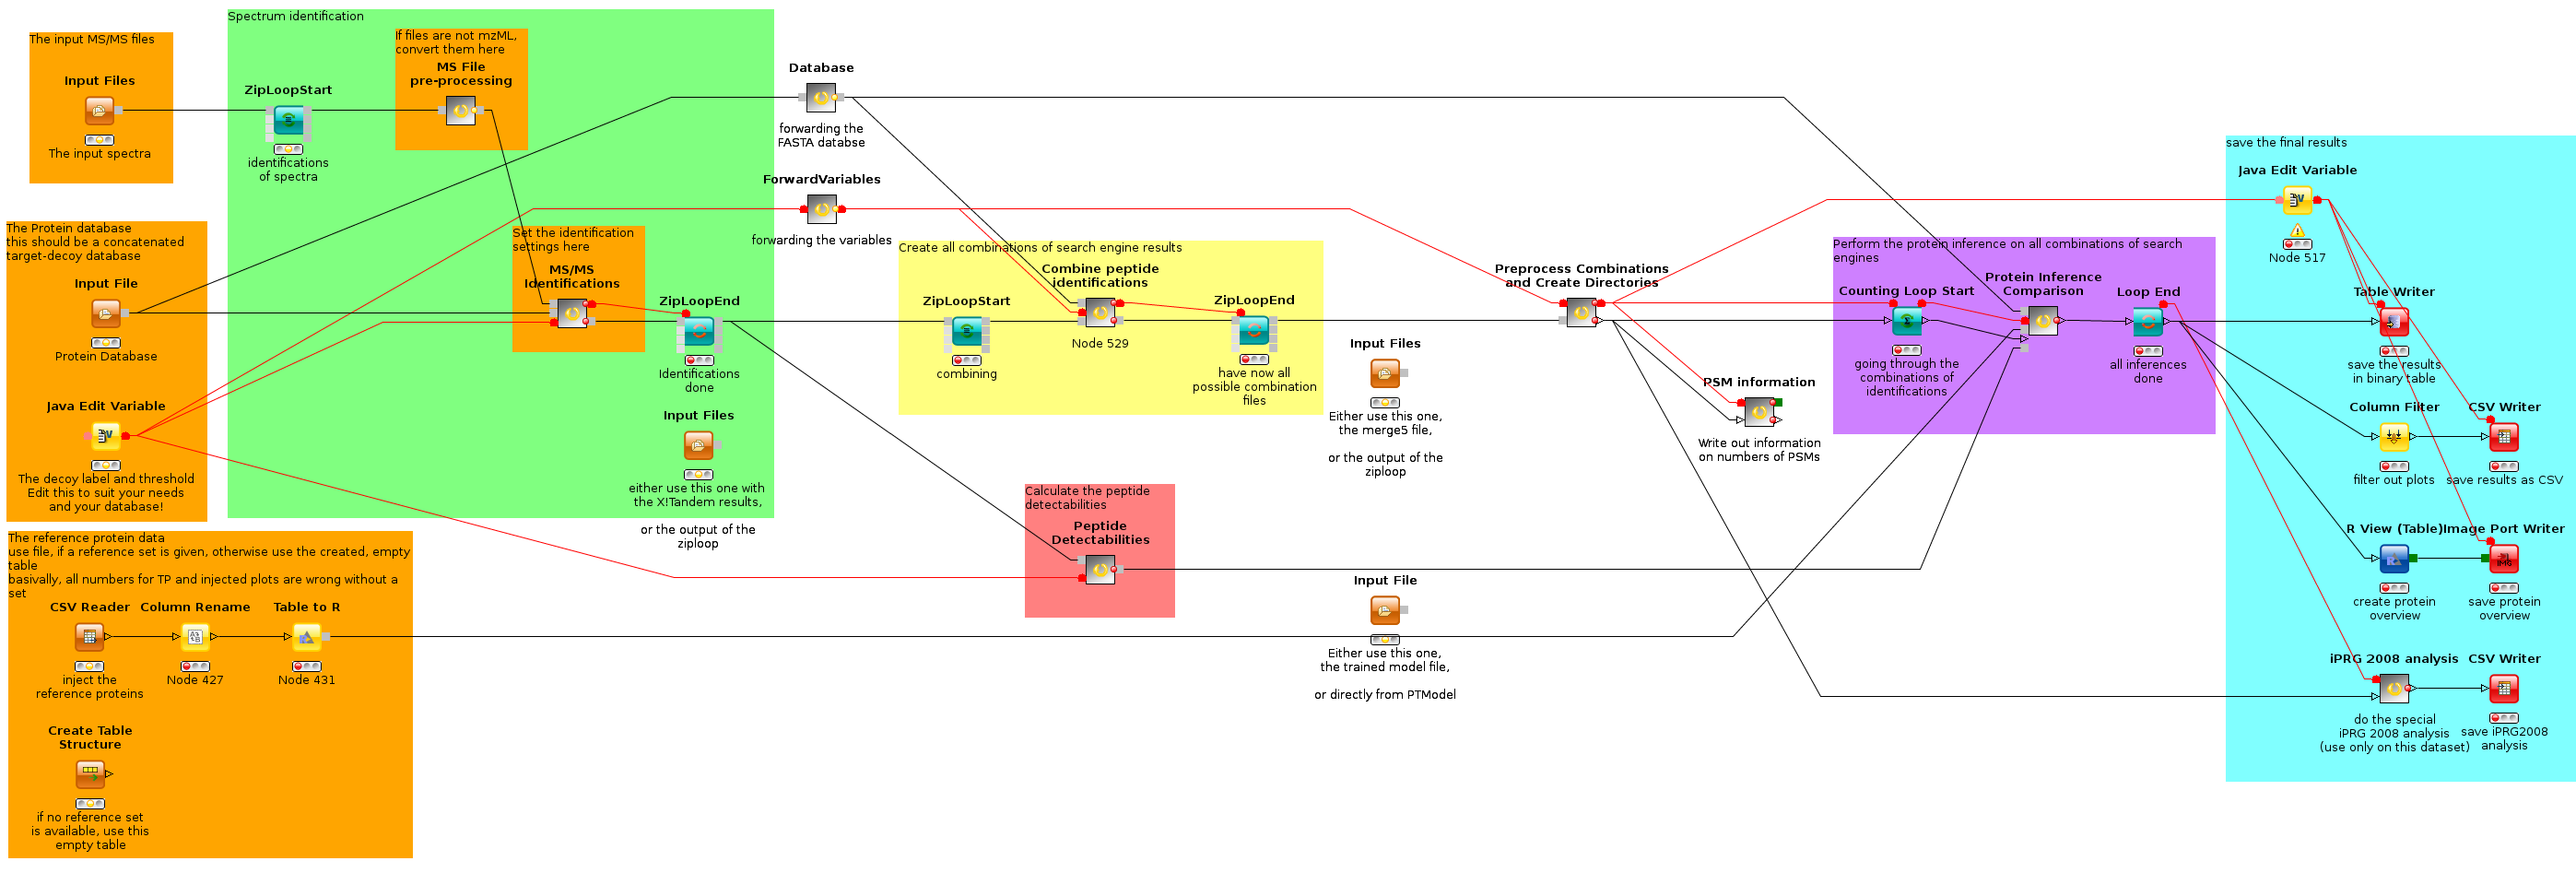 The input MS/MS files
Input Files
The input spectra
Spectrum identification
ZipLoopStart
identifications
of spectra
If files are not mzML,
convert them here
MS File
pre-processing
The Protein database
this should be a concatenated
target-decoy database
Input File
Protein Database
Java Edit Variable
The decoy label and threshold
Edit this to suit your needs
and your database!
Set the identification
settings here
MS/MS
Identifications
ZipLoopEnd
Identifications
done
Input Files
either use this one with
the X!Tandem results,
or the output of the
ziploop
The reference protein data
use file, if a reference set is given, otherwise use the created, empty
table
basivally, all numbers for TP and injected plots are wrong without a
set
CSV Reader
inject the
reference proteins
Column Rename
Node 427
Table to R
Node 431
Create Table
Structure
if no reference set
is available, use this
empty table
Database
forwarding the
FASTA databse
ForwardVariables
forwarding the variables
Create all combinations of search engine results
ZipLoopStart
combining
Combine peptide
identifications
Node 529
ZipLoopEnd
have now all
possible combination
files
Calculate the peptide
detectabilities
Peptide
Detectabilities
Input Files
Either use this one,
the merge5 file,
or the output of the
ziploop
Input File
Either use this one,
the trained model file,
or directly from PTModel
Preprocess Combinations
and Create Directories
PSM information
Write out information
on numbers of PSMs
Perform the protein inference on all combinations of search
engines
Counting Loop Start
going through the
combinations of
identifications
Protein Inference
Comparison
Loop End
all inferences
done
save the final results
Java Edit Variable
Node 517
Table Writer
save the results
in binary table
Column Filter
filter out plots
CSV Writer
save results as CSV
R View (Table)
create protein
overview
Image Port Writer
save protein
overview
iPRG 2008 analysis
do the special
iPRG 2008 analysis
(use only on this dataset)
CSV Writer
save iPRG2008
analysis